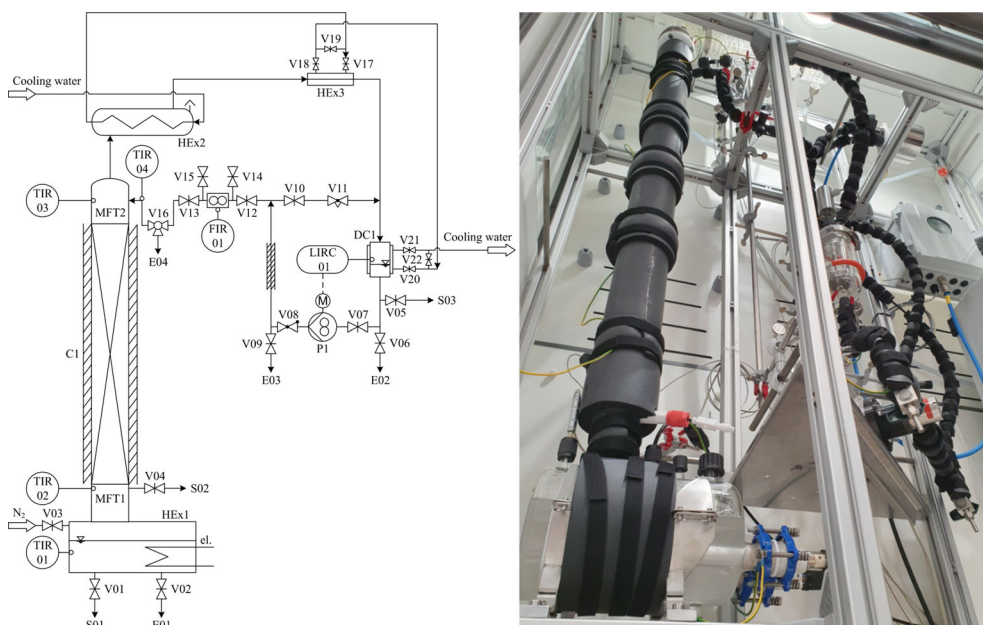 V19
V18
V17
Cooling water
HEx3
HEx2
TIR
04
V15
V14
TIR
03
MFT2
V16
V13
V12
V10
V11
FIR
01
E04
DC1
V21
Cooling water
LIRC
01
V22
V20
M
V05
S03
V08
V07
P1
V09
V06
E03
E02
C1
TIR
02
V04
MFT1
S02
N2
V03
HEx1
TIR
01
el.
V01
V02
S01
E01